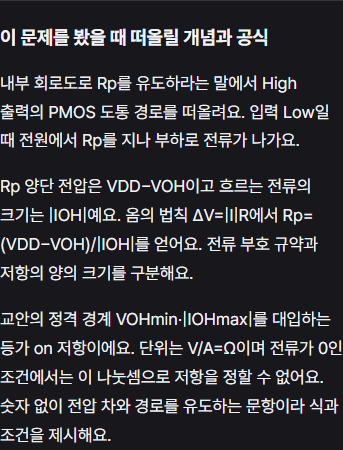 이 문제를 봤을 때 떠올릴 개념과 공식
내부 회로도로 Rp를 유도하라는 말에서 High
출력의 PMOS 도통 경로를 떠올려요. 입력 Low일
때 전원에서 Rp를 지나 부하로 전류가 나가요.
Rp 양단 전압은 VDD−VOH이고 흐르는 전류의
크기는 |IOH|예요. 옴의 법칙 ΔV=|I|R에서 Rp=
(VDD−VOH)/|IOH|를 얻어요. 전류 부호 규약과
저항의 양의 크기를 구분해요.
교안의 정격 경계 VOHmin·|IOHmax|를 대입하는
등가 on 저항이에요. 단위는 V/A=Ω이며 전류가 0인
조건에서는 이 나눗셈으로 저항을 정할 수 없어요.
숫자 없이 전압 차와 경로를 유도하는 문항이라 식과
조건을 제시해요.